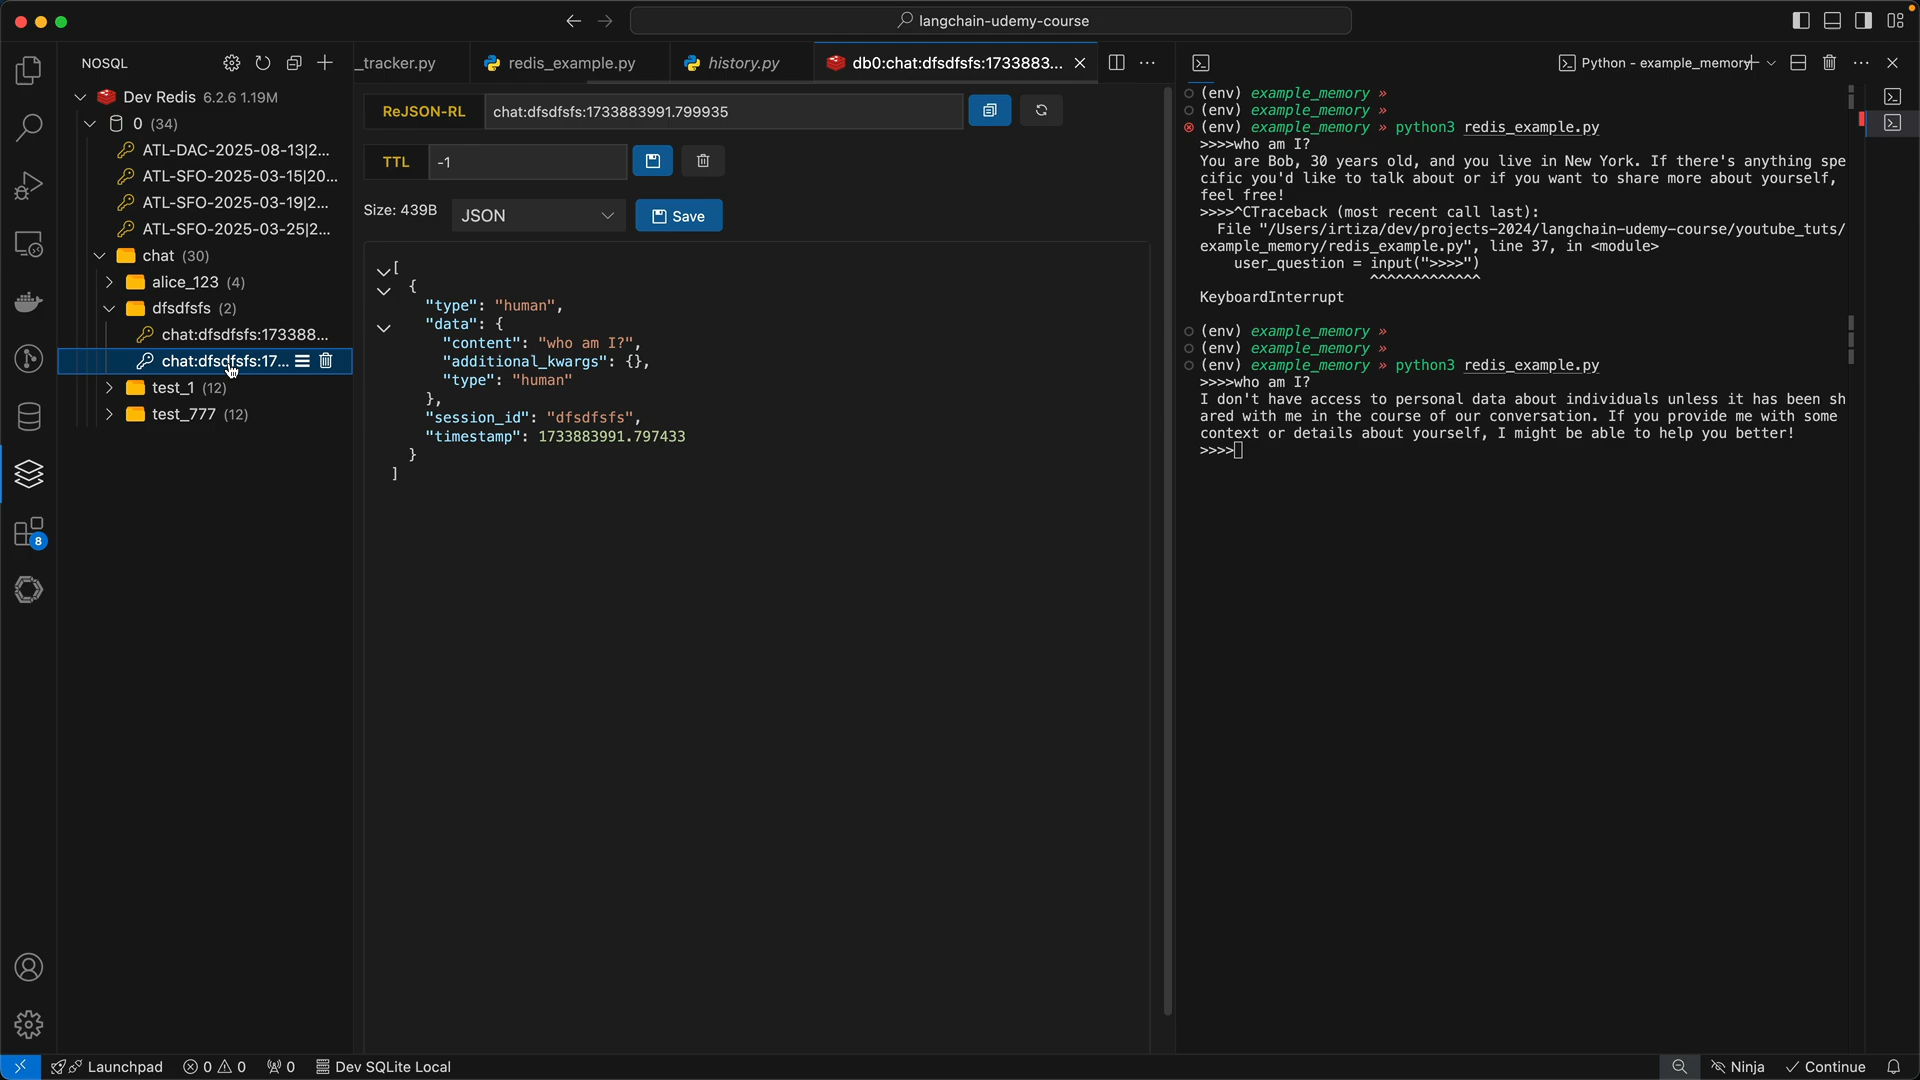 langchain-udemy-course
NOSQL
Dev Redis 6.2.6 1.19M
0 (34)
ATL-DAC-2025-08-13|2...
ATL-SFO-2025-03-15|20...
ATL-SFO-2025-03-19|2...
ATL-SFO-2025-03-25|2...
chat (30)
alice_123 (4)
dfsdfsfs (2)
chat:dfsdfsfs:173388...
chat:dfsdfsfs:17...
test_1 (12)
test_777 (12)
_tracker.py
redis_example.py
history.py
db0:chat:dfsdfsfs:1733883...
ReJSON-RL
chat:dfsdfsfs:1733883991.799935
TTL
-1
Size: 439B
JSON
Save
[
{
"type": "human",
"data": {
"content": "who am I?",
"additional_kwargs": {},
"type": "human"
},
"session_id": "dfsdfsfs",
"timestamp": 1733883991.797433
}
]
Python - example_memory
(env) example_memory »
(env) example_memory »
(env) example_memory » python3 redis_example.py
>>>>who am I?
You are Bob, 30 years old, and you live in New York. If there's anything spe
cific you'd like to talk about or if you want to share more about yourself,
feel free!
>>>>^CTraceback (most recent call last):
File "/Users/irtiza/dev/projects-2024/langchain-udemy-course/youtube_tuts/
example_memory/redis_example.py", line 37, in <module>
user_question = input(">>>>")
^^^^^^^^^^^^^
KeyboardInterrupt
(env) example_memory »
(env) example_memory »
(env) example_memory » python3 redis_example.py
>>>>who am I?
I don't have access to personal data about individuals unless it has been sh
ared with me in the course of our conversation. If you provide me with some
context or details about yourself, I might be able to help you better!
>>>>
8
Launchpad
0
0
0
Dev SQLite Local
Ninja
Continue